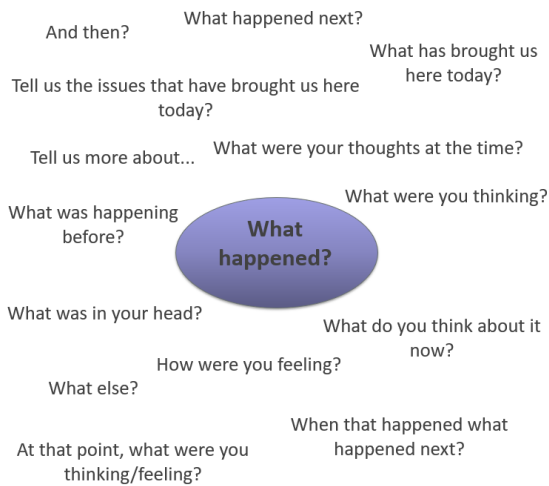 What happened next?
And then?
What has brought us
here today?
Tell us the issues that have brought us here
today?
What were your thoughts at the time?
Tell us more about...
What were you thinking?
What was happening
before?
What
happened?
What was in your head?
What do you think about it
now?
How were you feeling?
What else?
When that happened what
happened next?
At that point, what were you
thinking/feeling?